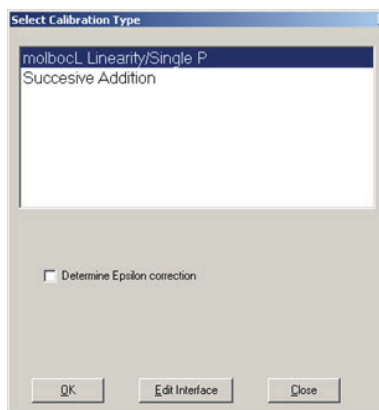 Select Calibration Type
molbocL Linearity/Single P
Succesive Addition
Determine Epsilon correction
OK
Edit Interface
Close